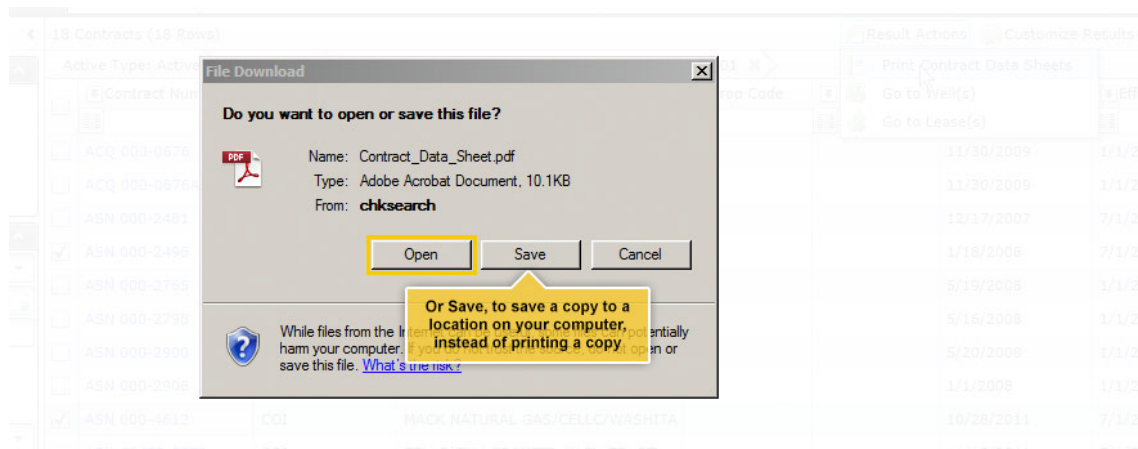 18 Contracts (18 Rows)
Result Actions Customize Results
Active Type: Active
File Download
Print Contract Data Sheets
Contract Num
Go to Well(s)
Go to Lease(s)
Do you want to open or save this file?
Name: Contract_Data_Sheet.pdf
Type: Adobe Acrobat Document, 10.1KB
From: chksearch
Open Save Cancel
Or Save, to save a copy to a
location on your computer,
instead of printing a copy
While files from the
harm your computer.
save this file. What's the risk?
ACQ 000-0676 11/30/2009
ACQ 000-0676A 11/30/2009
ASN 000-2481 12/17/2007
ASN 000-2498 1/18/2008
ASN 000-2765 5/19/2008
ASN 000-2798 5/16/2008
ASN 000-2900 5/20/2008
ASN 000-2906 1/1/2008
ASN 000-4612 COI MACK NATURAL GAS/CELLC/WASHITA 10/28/2011